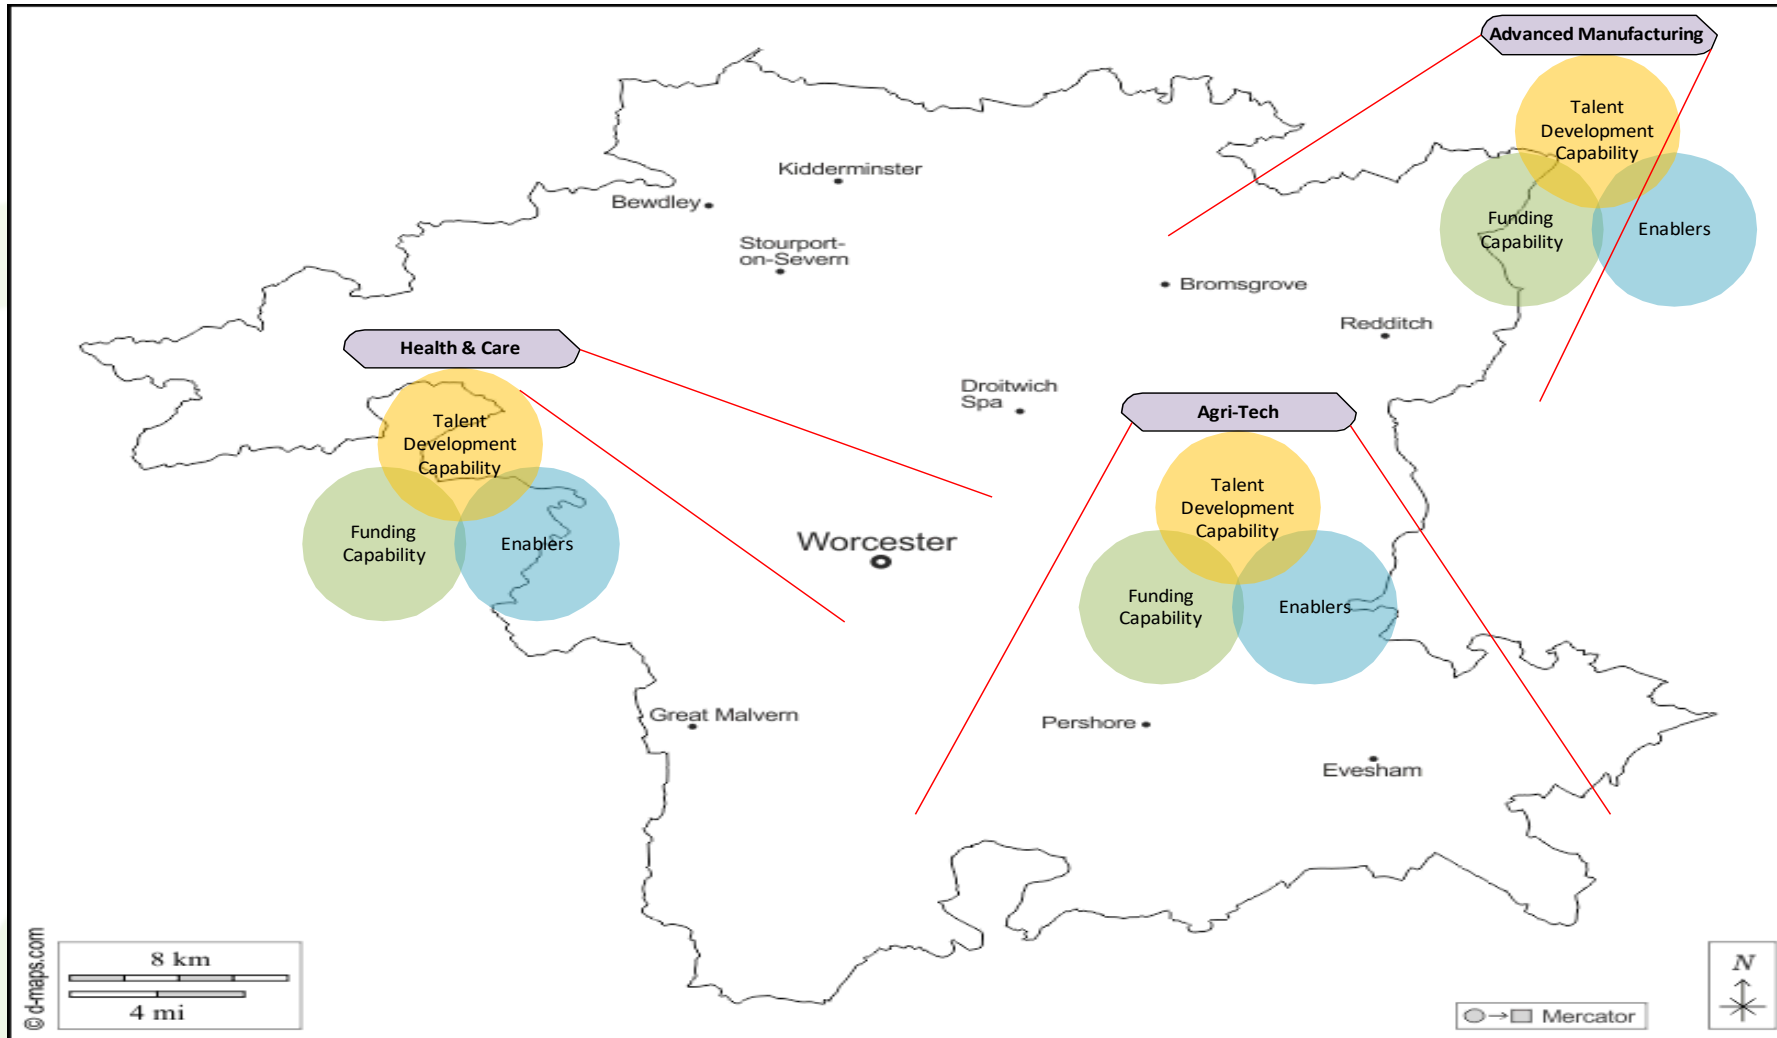 Advanced Manufacturing
Talent
Development
Capability
Funding
Capability
Enablers
Kidderminster
Bewdley
Stourport-
on-Severn
Bromsgrove
Redditch
Health & Care
Talent
Development
Capability
Funding
Capability
Enablers
Droitwich
Spa
Agri-Tech
Talent
Development
Capability
Funding
Capability
Enablers
Worcester
Great Malvern
Pershore
Evesham
© d-maps.com
8 km
4 mi
Mercator
N